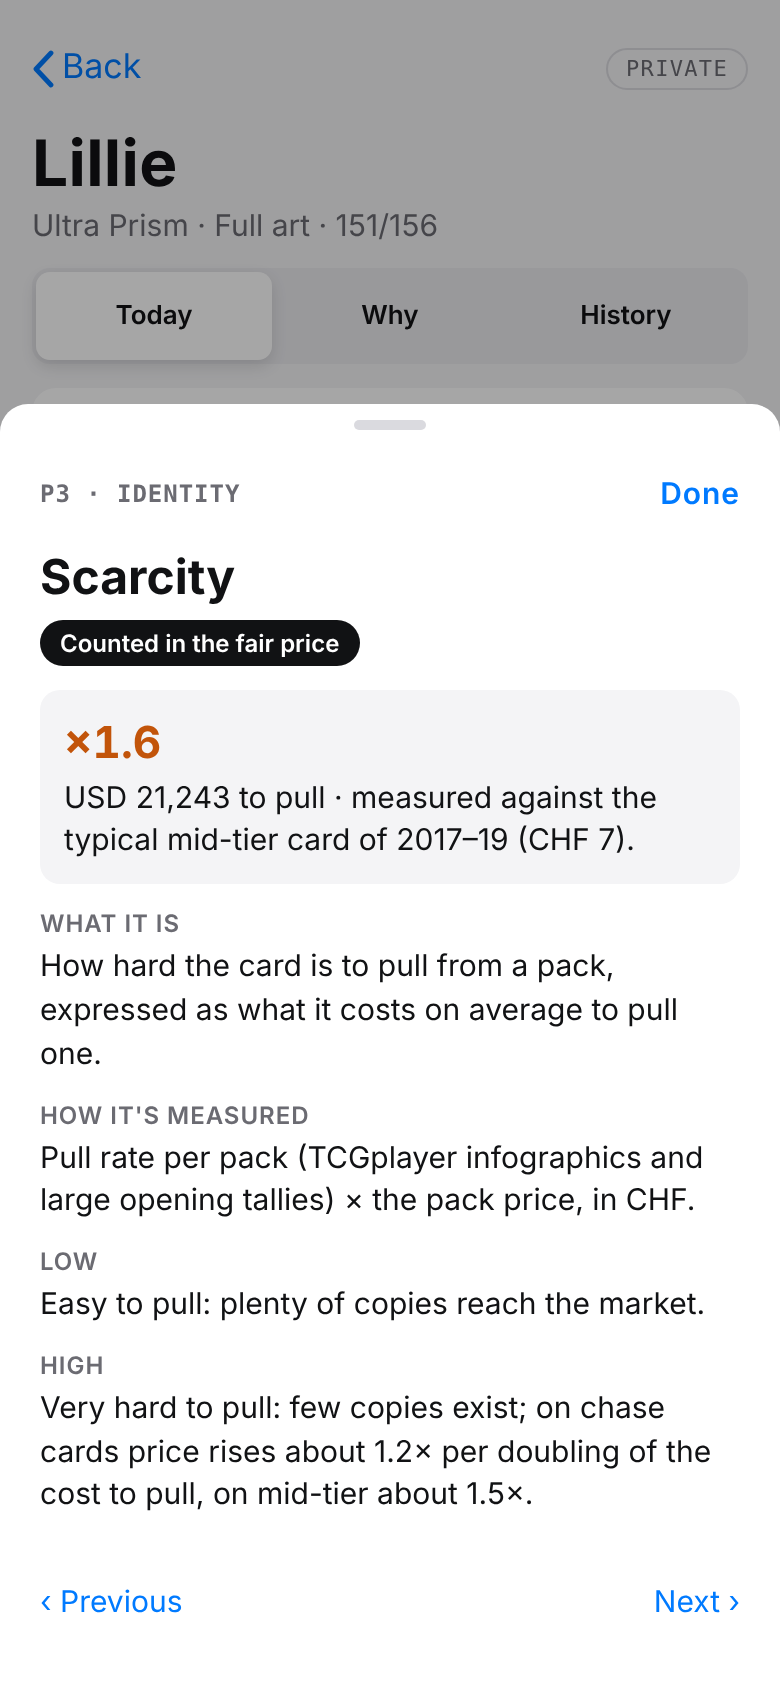 Back
PRIVATE
Lillie
Ultra Prism · Full art · 151/156
Today
Why
History
P3 · IDENTITY
Done
Scarcity
Counted in the fair price
×1.6
USD 21,243 to pull · measured against the
typical mid-tier card of 2017–19 (CHF 7).
WHAT IT IS
How hard the card is to pull from a pack,
expressed as what it costs on average to pull
one.
HOW IT'S MEASURED
Pull rate per pack (TCGplayer infographics and
large opening tallies) × the pack price, in CHF.
LOW
Easy to pull: plenty of copies reach the market.
HIGH
Very hard to pull: few copies exist; on chase
cards price rises about 1.2× per doubling of the
cost to pull, on mid-tier about 1.5×.
‹ Previous
Next ›